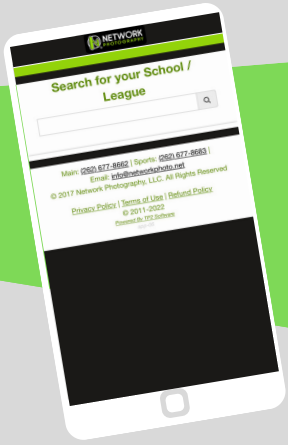 NETWORK
PHOTOGRAPHY
Search for your School /
League
Main: (262) 677-8662 | Sports: (262) 677-8683 |
Email: info@networkphoto.net
© 2017 Network Photography, LLC. All Rights Reserved
Privacy Policy | Terms of Use | Refund Policy
© 2011-2022
Powered By TPZ Software